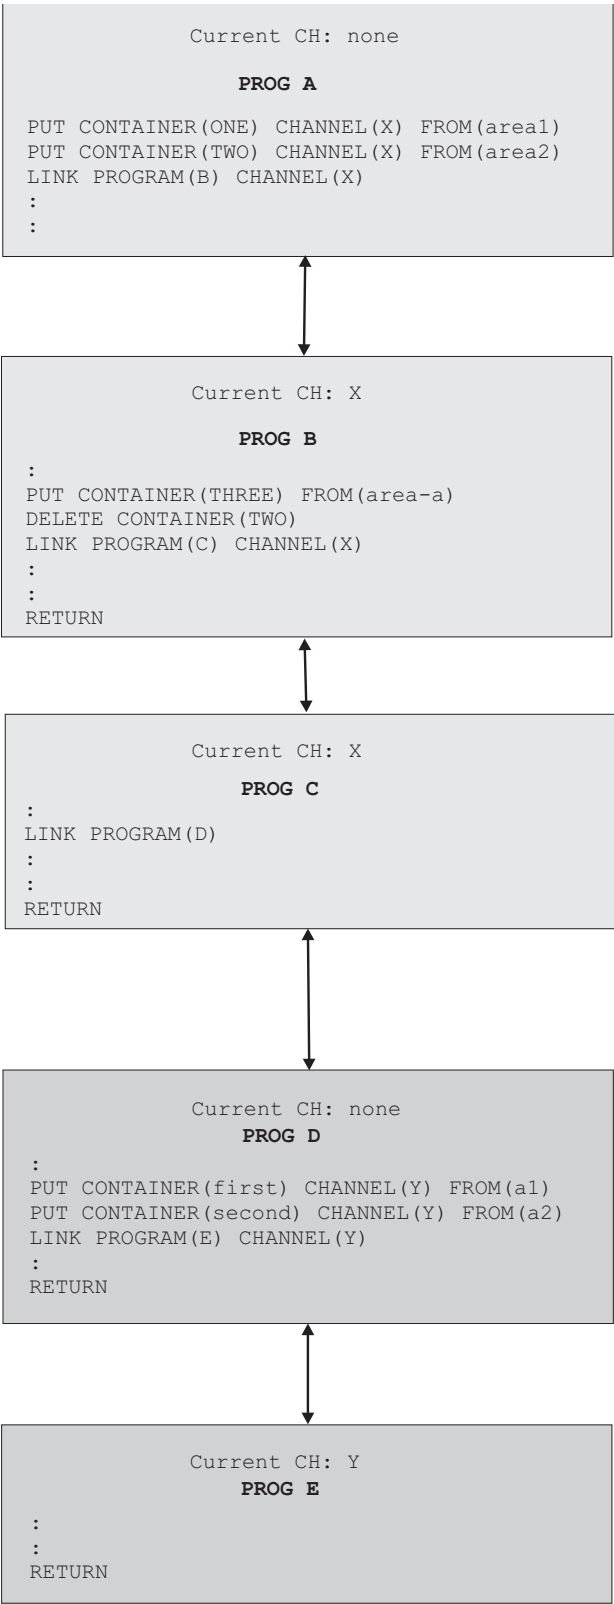 Current CH: none
PROG A
PUT CONTAINER(ONE) CHANNEL(X) FROM(area1)
PUT CONTAINER(TWO) CHANNEL(X) FROM(area2)
LINK PROGRAM(B) CHANNEL(X)
:
:
Current CH: X
PROG B
:
PUT CONTAINER(THREE) FROM(area-a)
DELETE CONTAINER(TWO)
LINK PROGRAM(C) CHANNEL(X)
:
:
RETURN
Current CH: X
PROG C
:
LINK PROGRAM(D)
:
:
RETURN
Current CH: none
PROG D
:
PUT CONTAINER(first) CHANNEL(Y) FROM(a1)
PUT CONTAINER(second) CHANNEL(Y) FROM(a2)
LINK PROGRAM(E) CHANNEL(Y)
:
RETURN
Current CH: Y
PROG E
:
:
RETURN